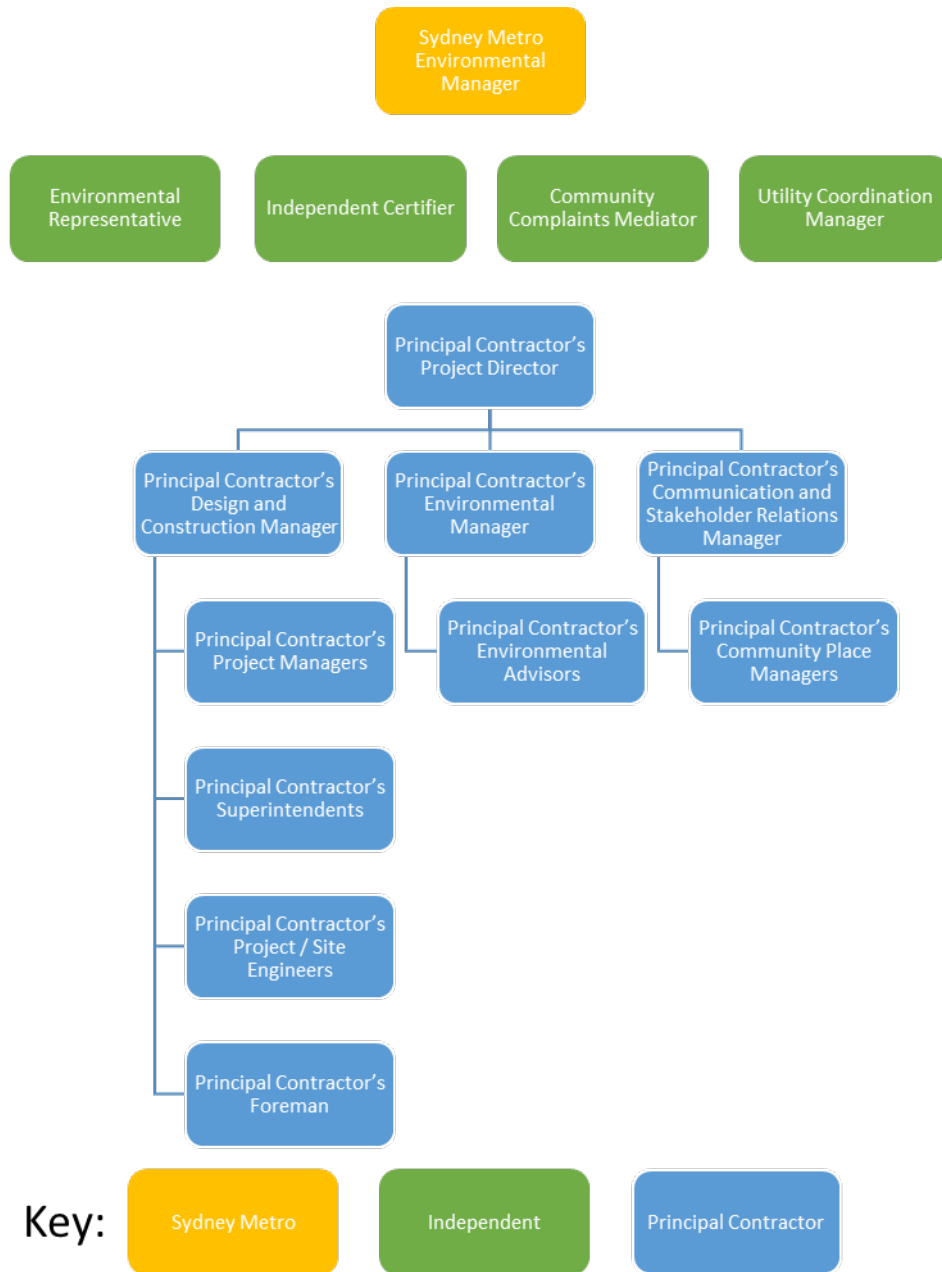 Sydney Metro
Environmental
Manager
Environmental
Representative
Independent Certifier
Community
Complaints Mediator
Utility Coordination
Manager
Principal Contractor’s
Project Director
Principal Contractor’s
Design and
Construction Manager
Principal Contractor’s
Environmental
Manager
Principal Contractor’s
Communication and
Stakeholder Relations
Manager
Principal Contractor’s
Project Managers
Principal Contractor’s
Environmental
Advisors
Principal Contractor’s
Community Place
Managers
Principal Contractor’s
Superintendents
Principal Contractor’s
Project / Site
Engineers
Principal Contractor’s
Foreman
Key:
Sydney Metro
Independent
Principal Contractor